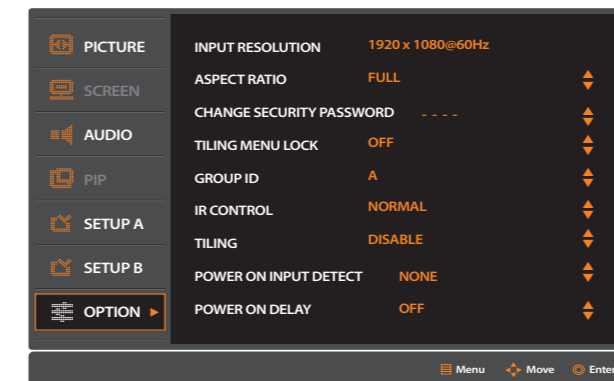 PICTURE
SCREEN
AUDIO
PIP
SETUP A
SETUP B
OPTION
INPUT RESOLUTION 1920 x 1080@60Hz
ASPECT RATIO FULL
CHANGE SECURITY PASSWORD - - - -
TILING MENU LOCK OFF
GROUP ID A
IR CONTROL NORMAL
TILING DISABLE
POWER ON INPUT DETECT NONE
POWER ON DELAY OFF
Menu Move Enter